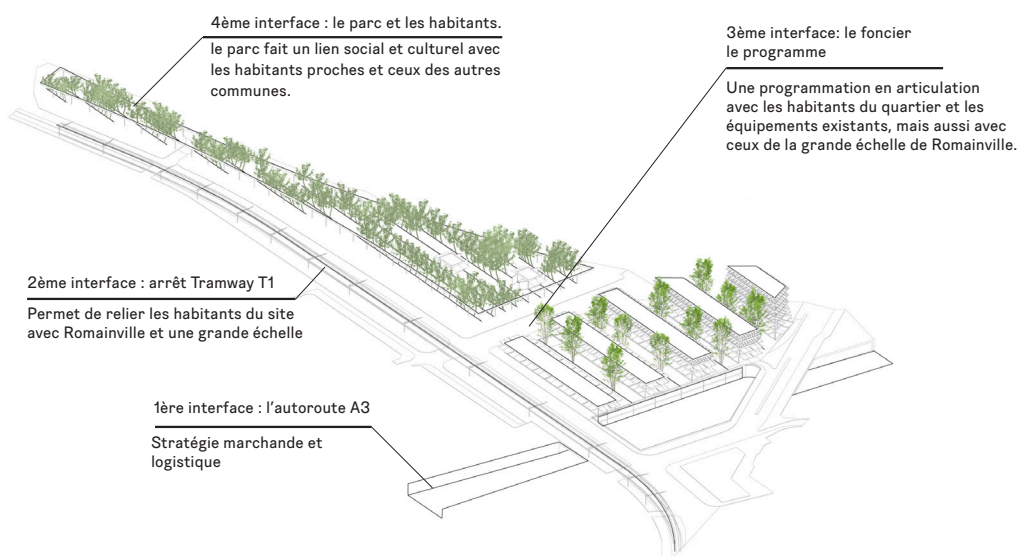 4ème interface : le parc et les habitants.
le parc fait un lien social et culturel avec
les habitants proches et ceux des autres
communes.
3ème interface: le foncier
le programme
Une programmation en articulation
avec les habitants du quartier et les
équipements existants, mais aussi avec
ceux de la grande échelle de Romainville.
2ème interface : arrêt Tramway T1
Permet de relier les habitants du site
avec Romainville et une grande échelle
1ère interface : l'autoroute A3
Stratégie marchande et
logistique